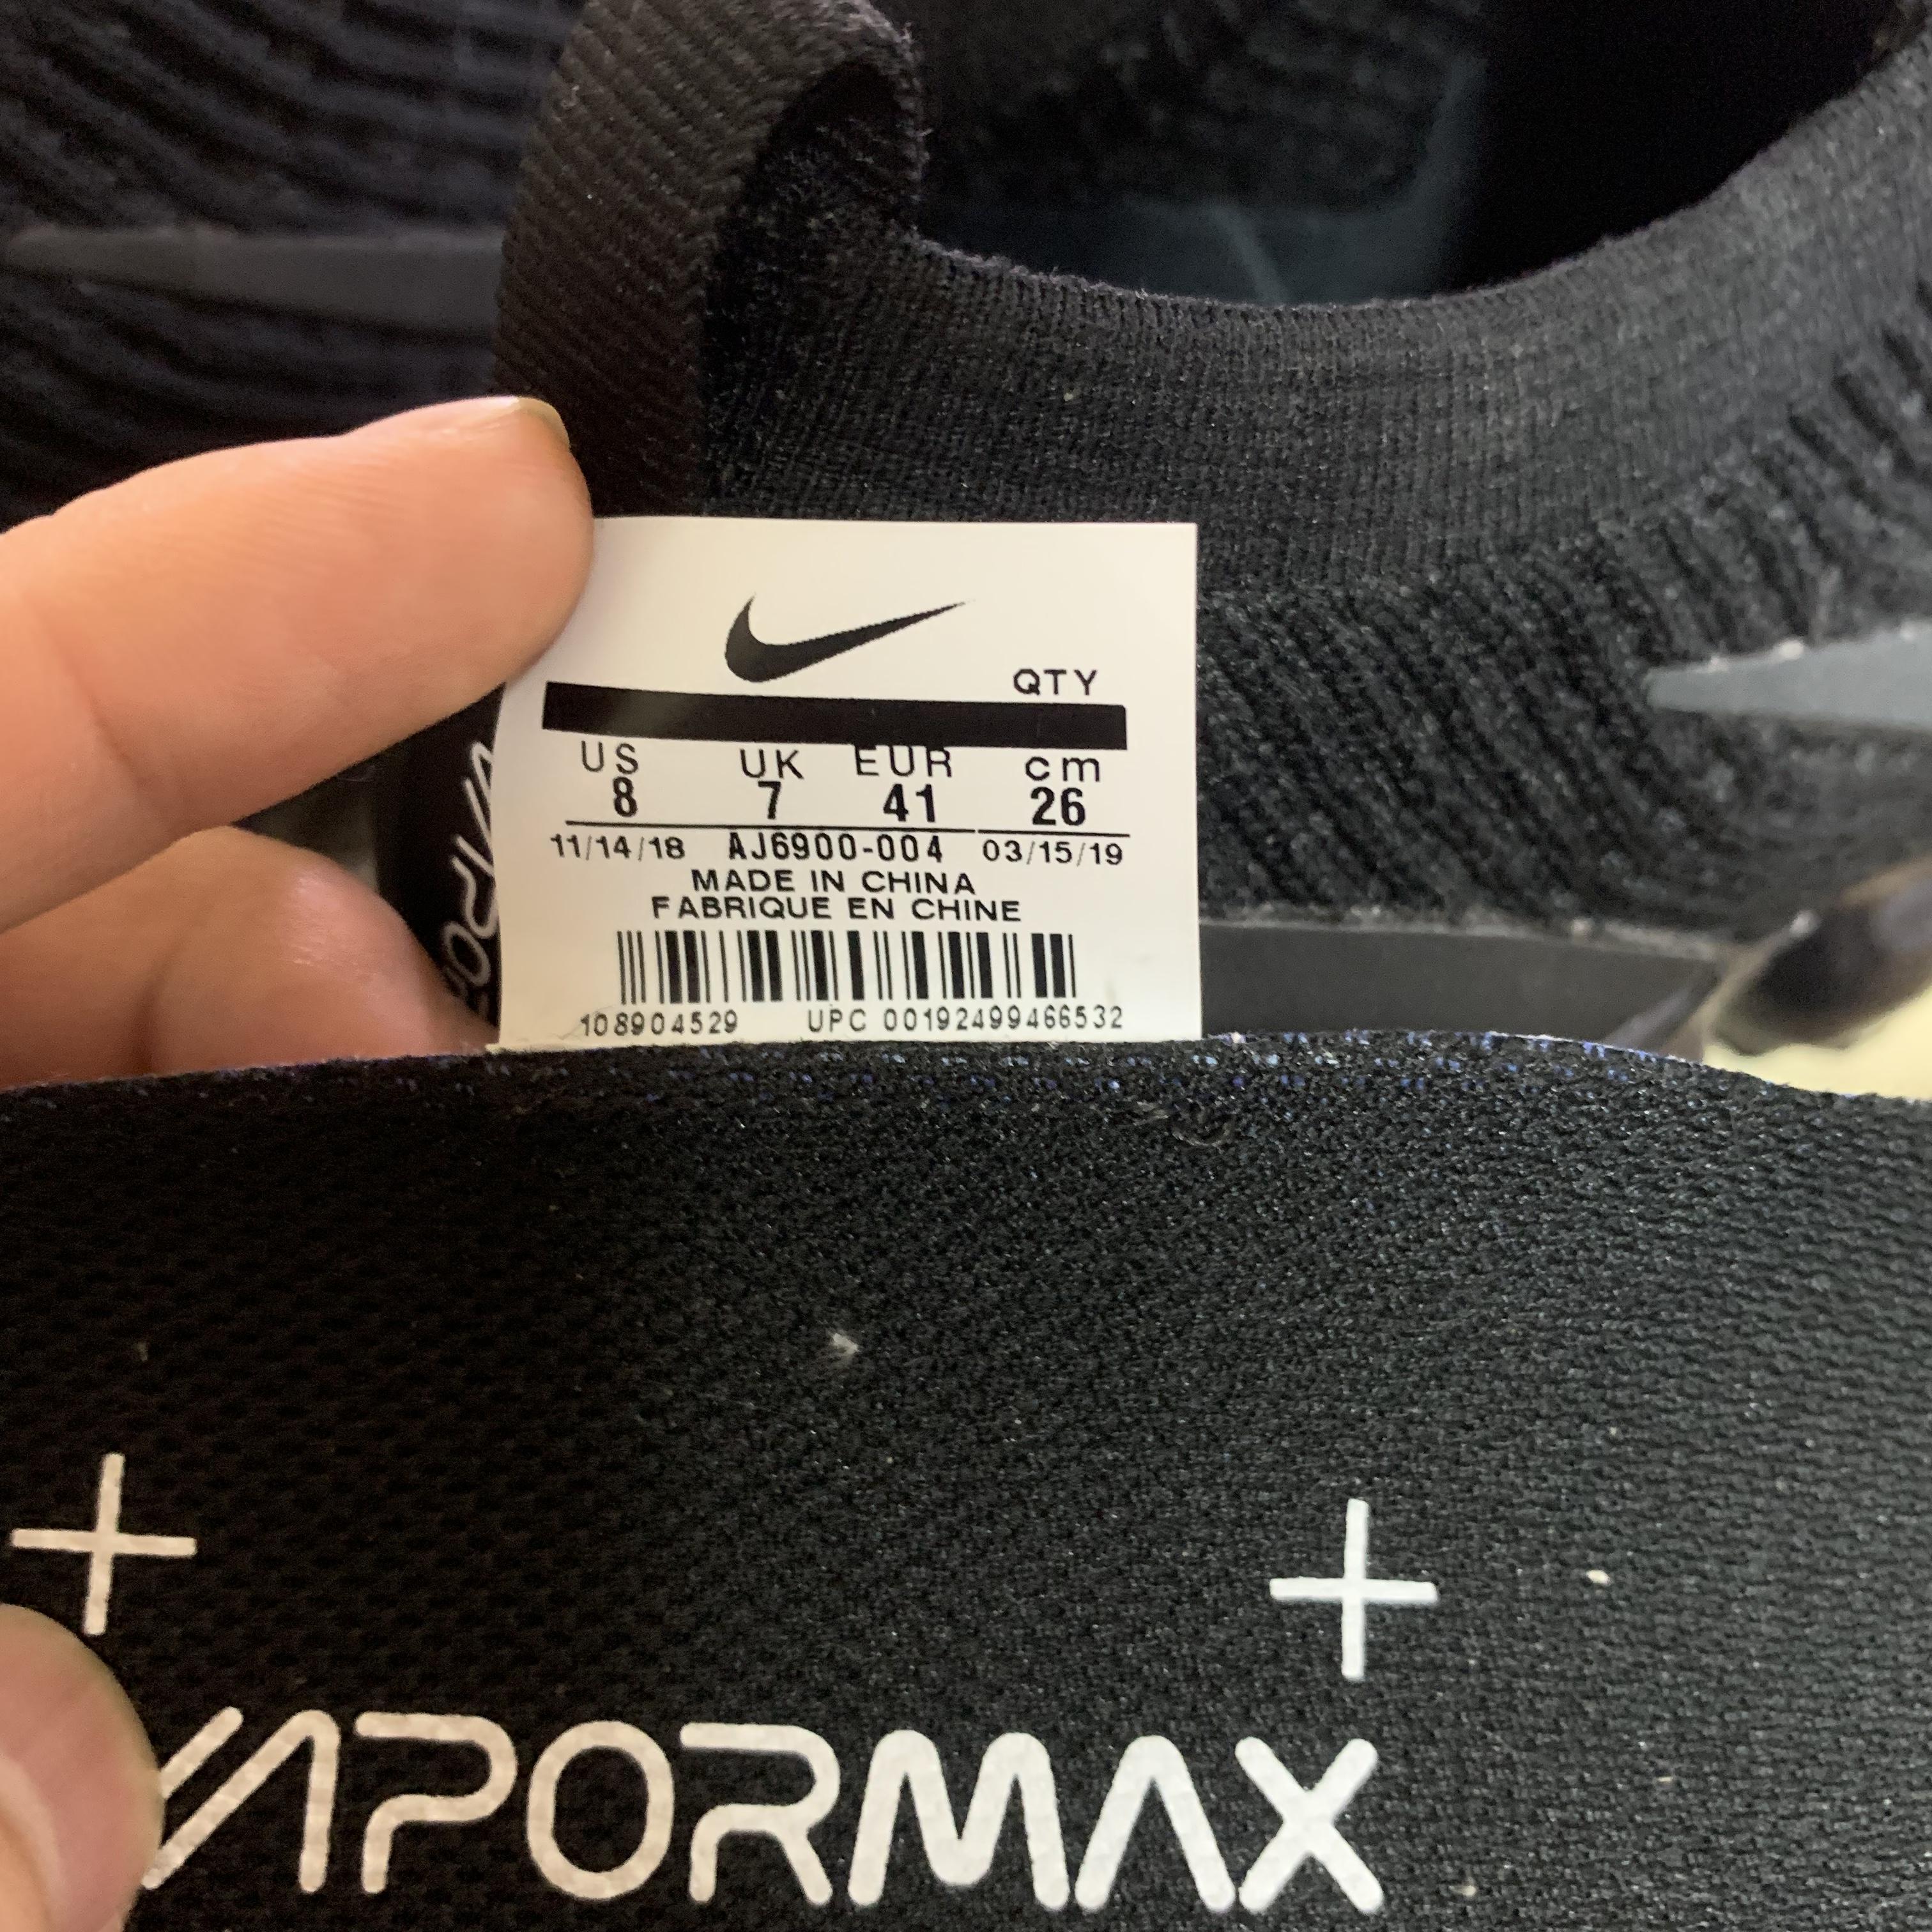 QTY
US UK EUR cm
8 7 41 26
11/14/18 AJ6900-004 03/15/19
MADE IN CHINA
FABRIQUE EN CHINE
108904529 UPC 00192499466532
VAPORMAX